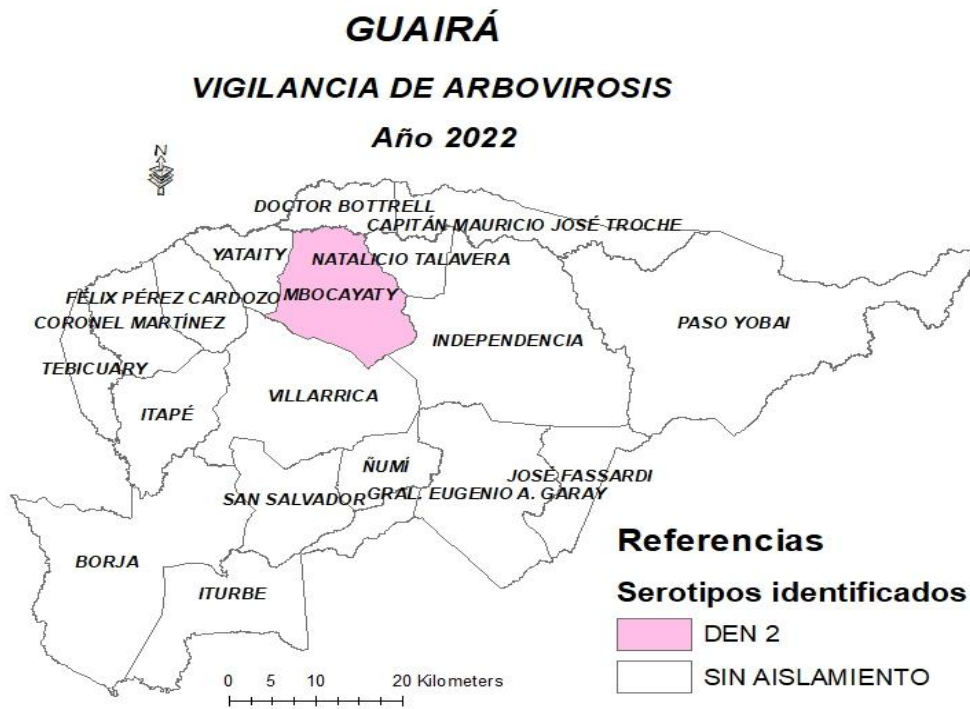 GUAIRÁ
VIGILANCIA DE ARBOVIROSIS
Año 2022
N
DOCTOR BOTTRELL
CAPITÁN MAURICIO JOSÉ TROCHE
YATAITY
NATALICIO TALAVERA
FÉLIX PÉREZ CARDOZO
MBOCAYATY
CORONEL MARTÍNEZ
PASO YOBAI
INDEPENDENCIA
TEBICUARY
VILLARRICA
ITAPÉ
ÑUMÍ
JOSÉ FASSARDI
SAN SALVADOR
GRAL. EUGENIO A. GARAY
BORJA
ITURBE
Referencias
Serotipos identificados
DEN 2
SIN AISLAMIENTO
0 5 10 20 Kilometers